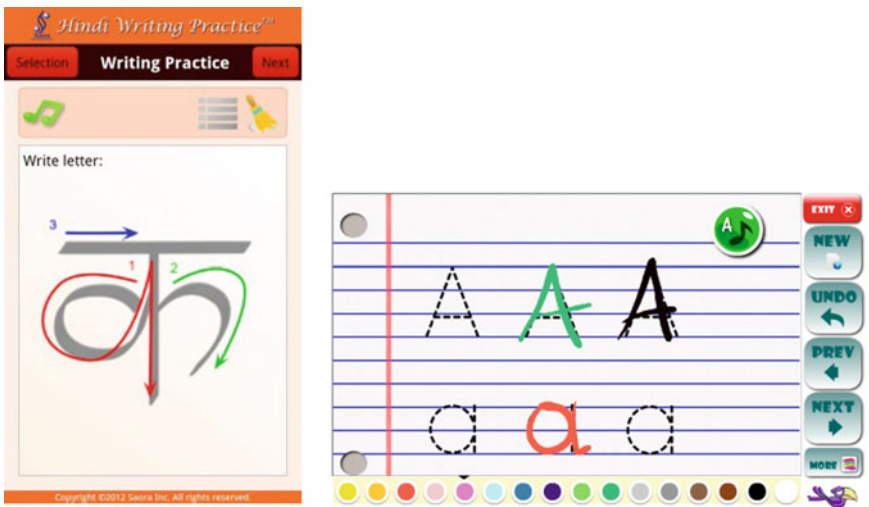 Hindi Writing Practice™
Selection Writing Practice Next
Write letter:
3
1 2
क
Copyright ©2012 Saora Inc. All rights reserved.
A
EXIT
NEW
UNDO
PREV
NEXT
MORE
A A A
a a a